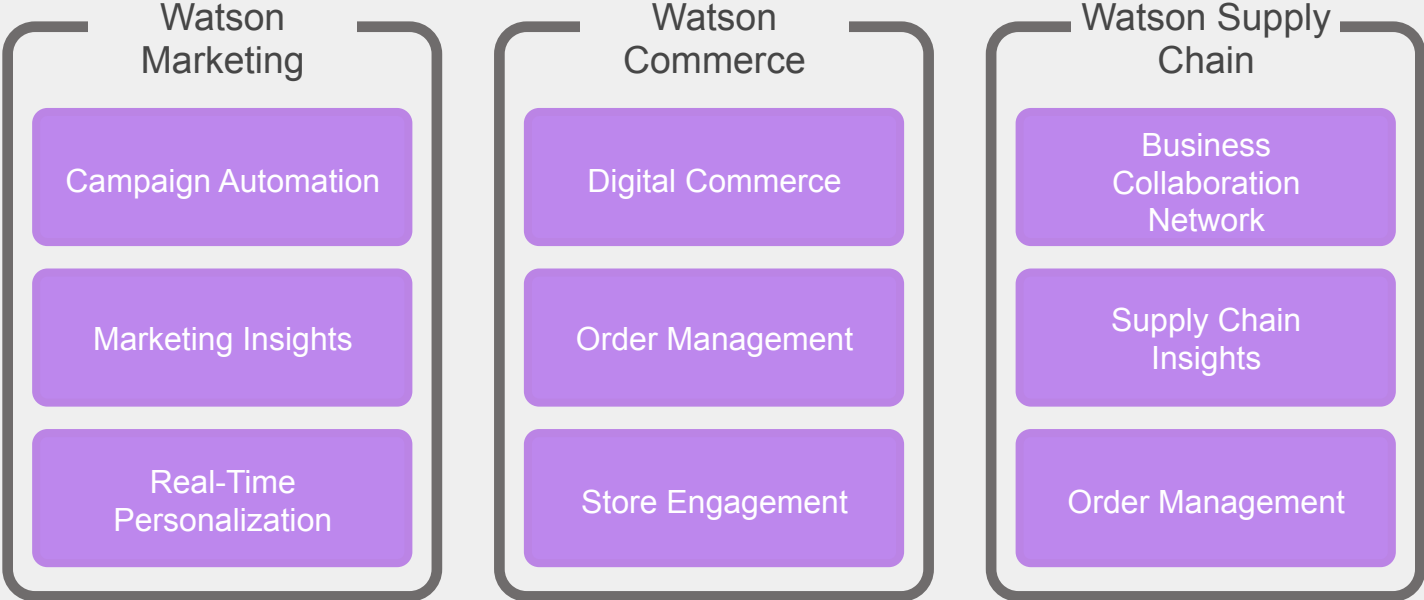 Watson
Marketing
Campaign Automation
Marketing Insights
Real-Time
Personalization
Watson
Commerce
Digital Commerce
Order Management
Store Engagement
Watson Supply
Chain
Business
Collaboration
Network
Supply Chain
Insights
Order Management